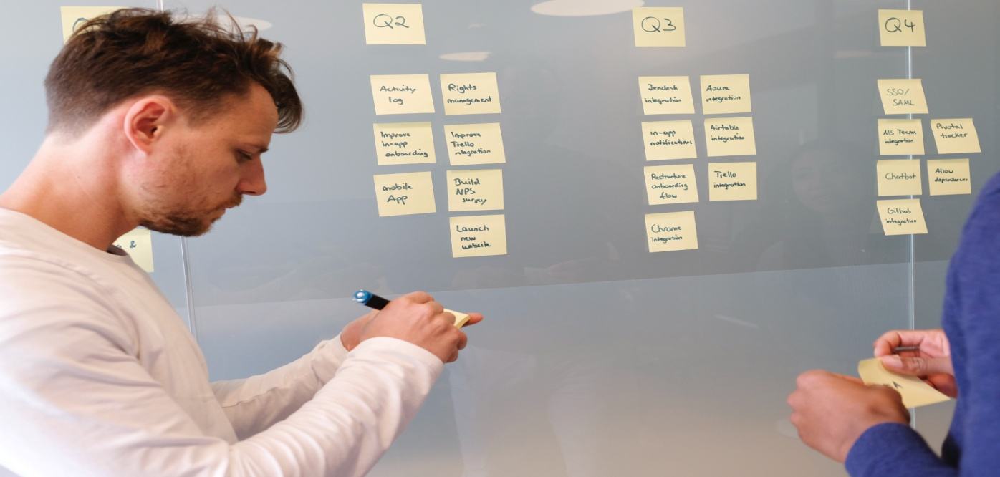 Q2
Activity
log
Rights
management
Improve
in-app
onboarding
Improve
Trello
integration
mobile
App
Build
NPS
survey
Launch
new
website
Q3
Zendesk
integration
Azure
integration
in-app
notifications
Airtable
integration
Restructure
onboarding
flow
Trello
integration
Chrome
integration
Q4
SSO/
SAML
MS Teams
integration
Pivotal
tracker
Chatbot
Allow
dependencies
Github
integration
&